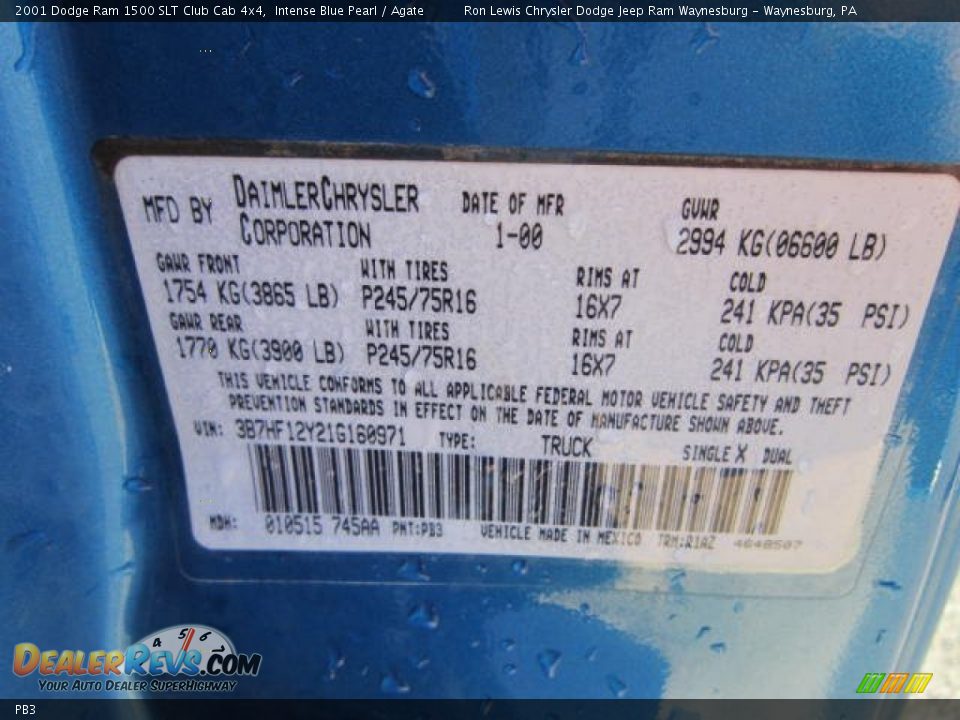 2001 Dodge Ram 1500 SLT Club Cab 4x4, Intense Blue Pearl / Agate Ron Lewis Chrysler Dodge Jeep Ram Waynesburg - Waynesburg, PA
MFD BY DAIMLERCHRYSLER CORPORATION DATE OF MFR 1-00 GVWR 2994 KG(06600 LB)
GAWR FRONT WITH TIRES RIMS AT COLD
1754 KG(3865 LB) P245/75R16 16X7 241 KPA(35 PSI)
GAWR REAR WITH TIRES RIMS AT COLD
1770 KG(3900 LB) P245/75R16 16X7 241 KPA(35 PSI)
THIS VEHICLE CONFORMS TO ALL APPLICABLE FEDERAL MOTOR VEHICLE SAFETY AND THEFT
PREVENTION STANDARDS IN EFFECT ON THE DATE OF MANUFACTURE SHOWN ABOVE.
VIN: 3B7HF12Y21G160971 TYPE: TRUCK SINGLE X DUAL
MDH: 010515 745AA PNT:PB3 VEHICLE MADE IN MEXICO TRM:R1AZ 4648507
A 5 6
DEALERREVS.COM
YOUR AUTO DEALER SUPERHIGHWAY
PB3